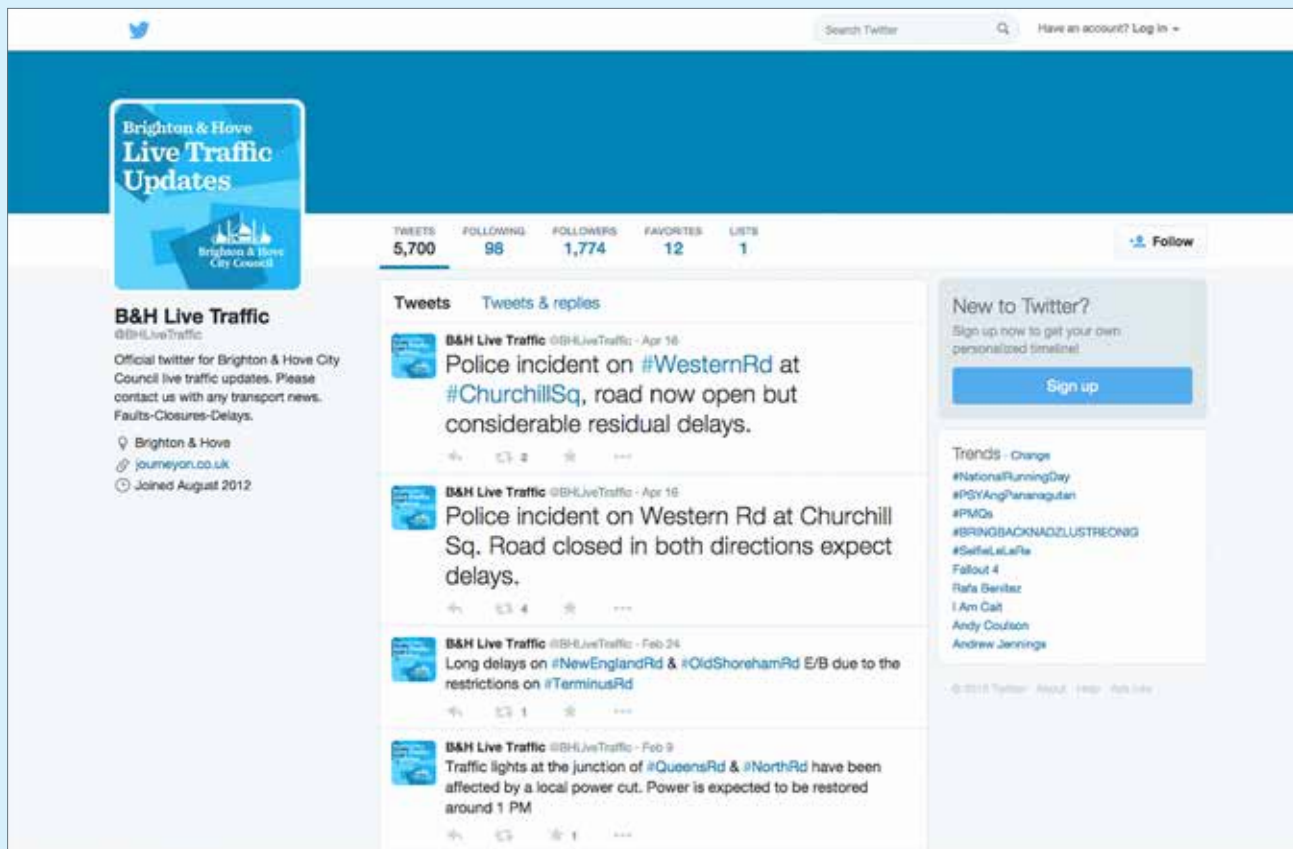 Search Twitter
Have an account? Log in
Brighton & Hove
Live Traffic
Updates
Brighton & Hove
City Council
TWEETS
5,700
FOLLOWING
98
FOLLOWERS
1,774
FAVORITES
12
LISTS
1
Follow
B&H Live Traffic
@BHLiveTraffic
Official twitter for Brighton & Hove City
Council live traffic updates. Please
contact us with any transport news.
Faults-Closures-Delays.
Brighton & Hove
journeyon.co.uk
Joined August 2012
Tweets Tweets & replies
B&H Live Traffic @BHLiveTraffic · Apr 16
Police incident on #WesternRd at
#ChurchillSq, road now open but
considerable residual delays.
2
B&H Live Traffic @BHLiveTraffic · Apr 16
Police incident on Western Rd at Churchill
Sq. Road closed in both directions expect
delays.
4
B&H Live Traffic @BHLiveTraffic · Feb 24
Long delays on #NewEnglandRd & #OldShorehamRd E/B due to the
restrictions on #TerminusRd
1
B&H Live Traffic @BHLiveTraffic · Feb 9
Traffic lights at the junction of #QueensRd & #NorthRd have been
affected by a local power cut. Power is expected to be restored
around 1 PM
1
New to Twitter?
Sign up now to get your own
personalized timeline!
Sign up
Trends · Change
#NationalRunningDay
#PSYAngPananagutan
#PMQs
#BRINGBACKNADZLUSTREONIG
#SelfieLaLaRa
Fallout 4
Rafa Benitez
I Am Cait
Andy Coulson
Andrew Jennings
© 2015 Twitter About Help Ads info